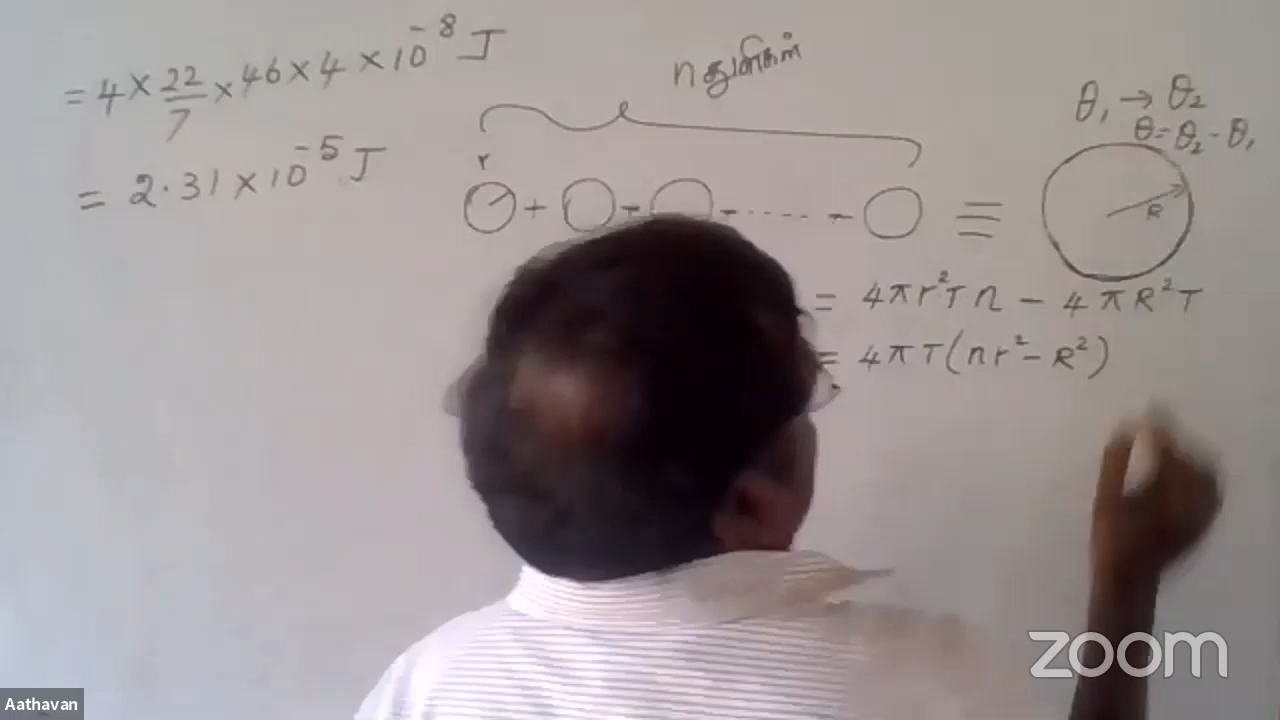 = 4 × 22/7 × 46 × 4 × 10⁻⁸ J
= 2.31 × 10⁻⁵ J
n துளிகள்
r
+ + - ...... -
≡
θ₁ → θ₂
θ = θ₂ - θ₁
R
= 4πr²Tn - 4πR²T
= 4πT(nr² - R²)
zoom
Aathavan